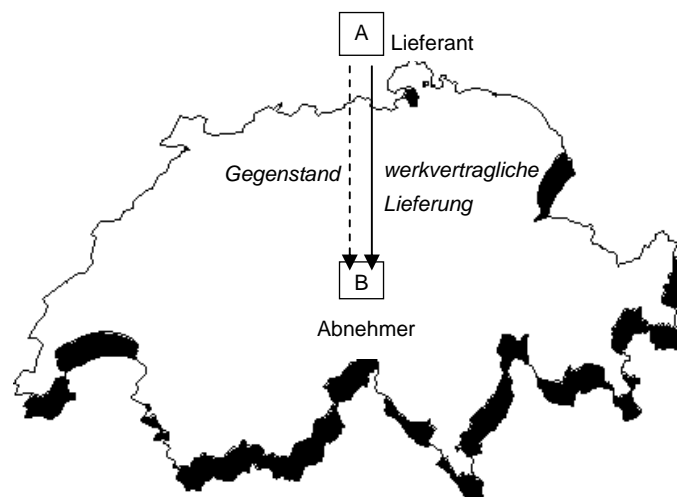 A
Lieferant
Gegenstand
werkvertragliche
Lieferung
B
Abnehmer